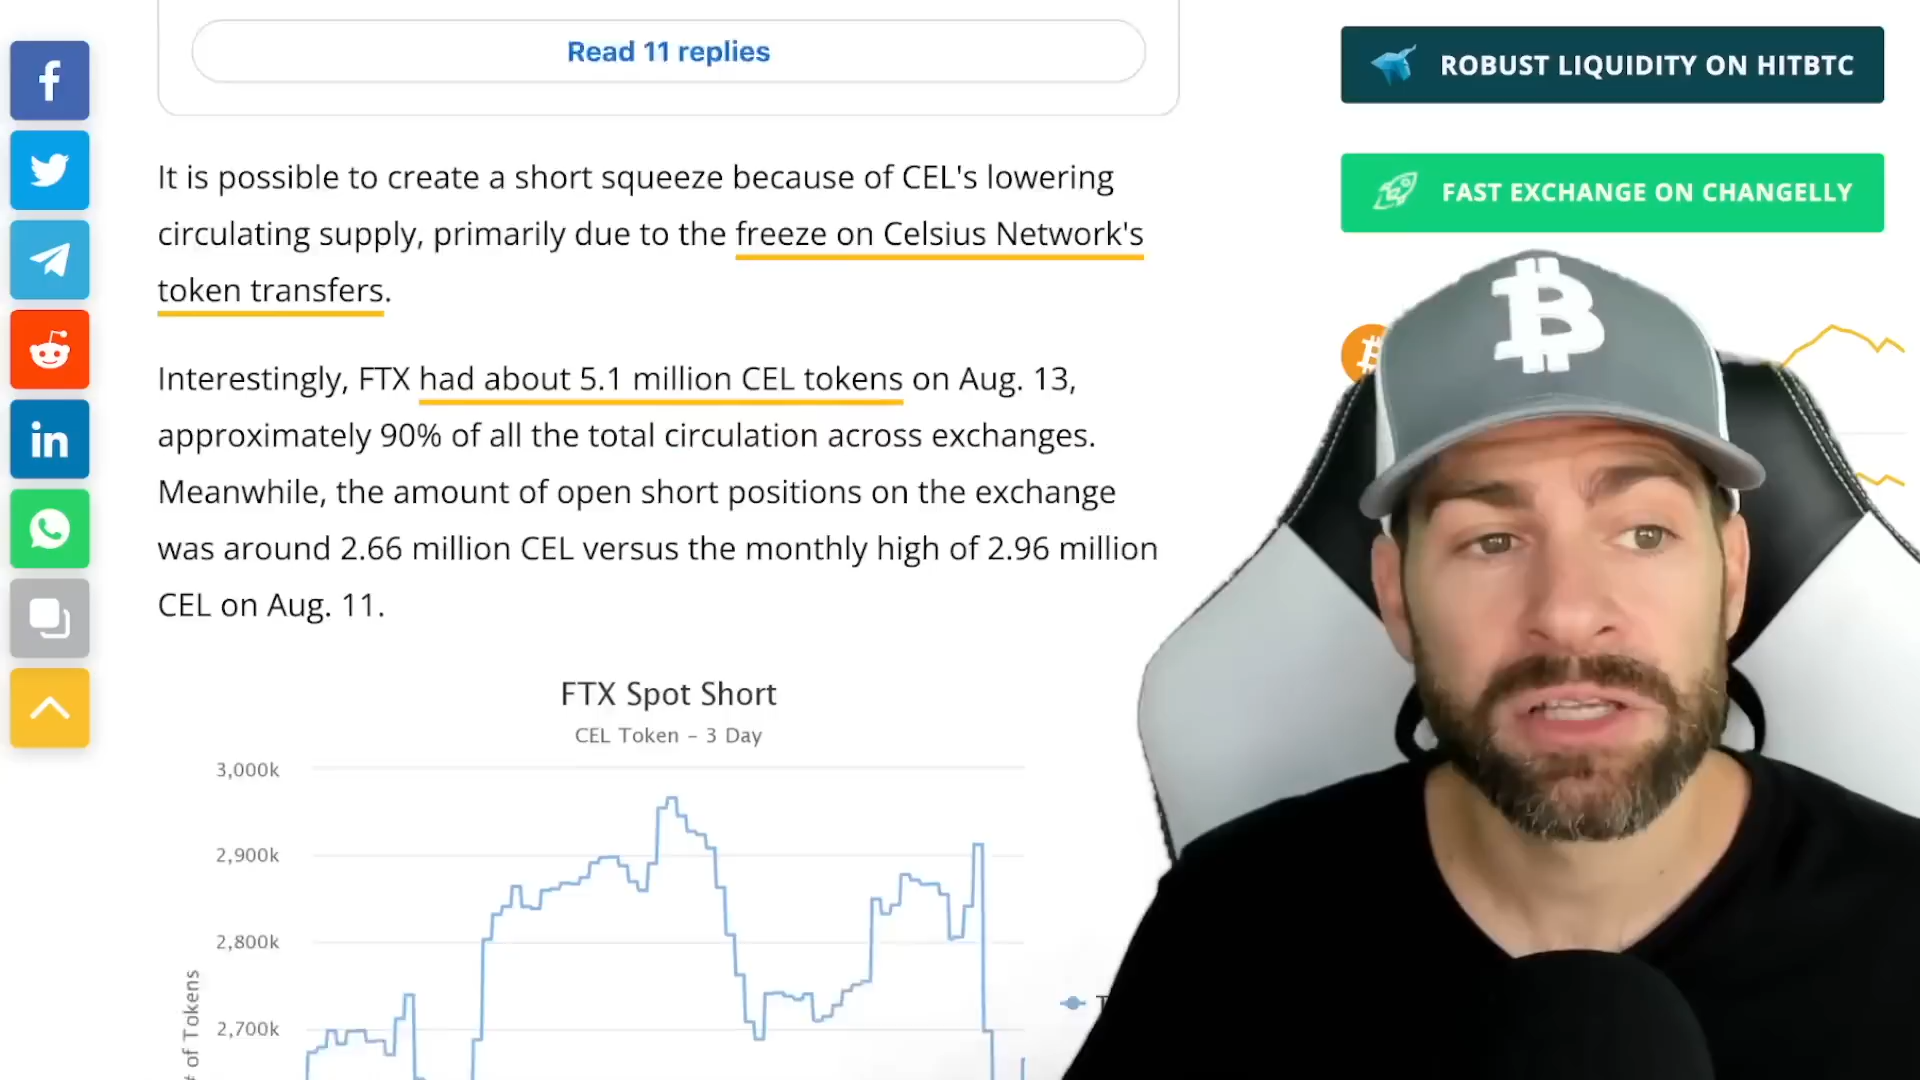 Read 11 replies
ROBUST LIQUIDITY ON HITBTC
FAST EXCHANGE ON CHANGELLY
It is possible to create a short squeeze because of CEL's lowering
circulating supply, primarily due to the freeze on Celsius Network's
token transfers.
Interestingly, FTX had about 5.1 million CEL tokens on Aug. 13,
approximately 90% of all the total circulation across exchanges.
Meanwhile, the amount of open short positions on the exchange
was around 2.66 million CEL versus the monthly high of 2.96 million
CEL on Aug. 11.
FTX Spot Short
CEL Token - 3 Day
3,000k
2,900k
2,800k
2,700k
of Tokens